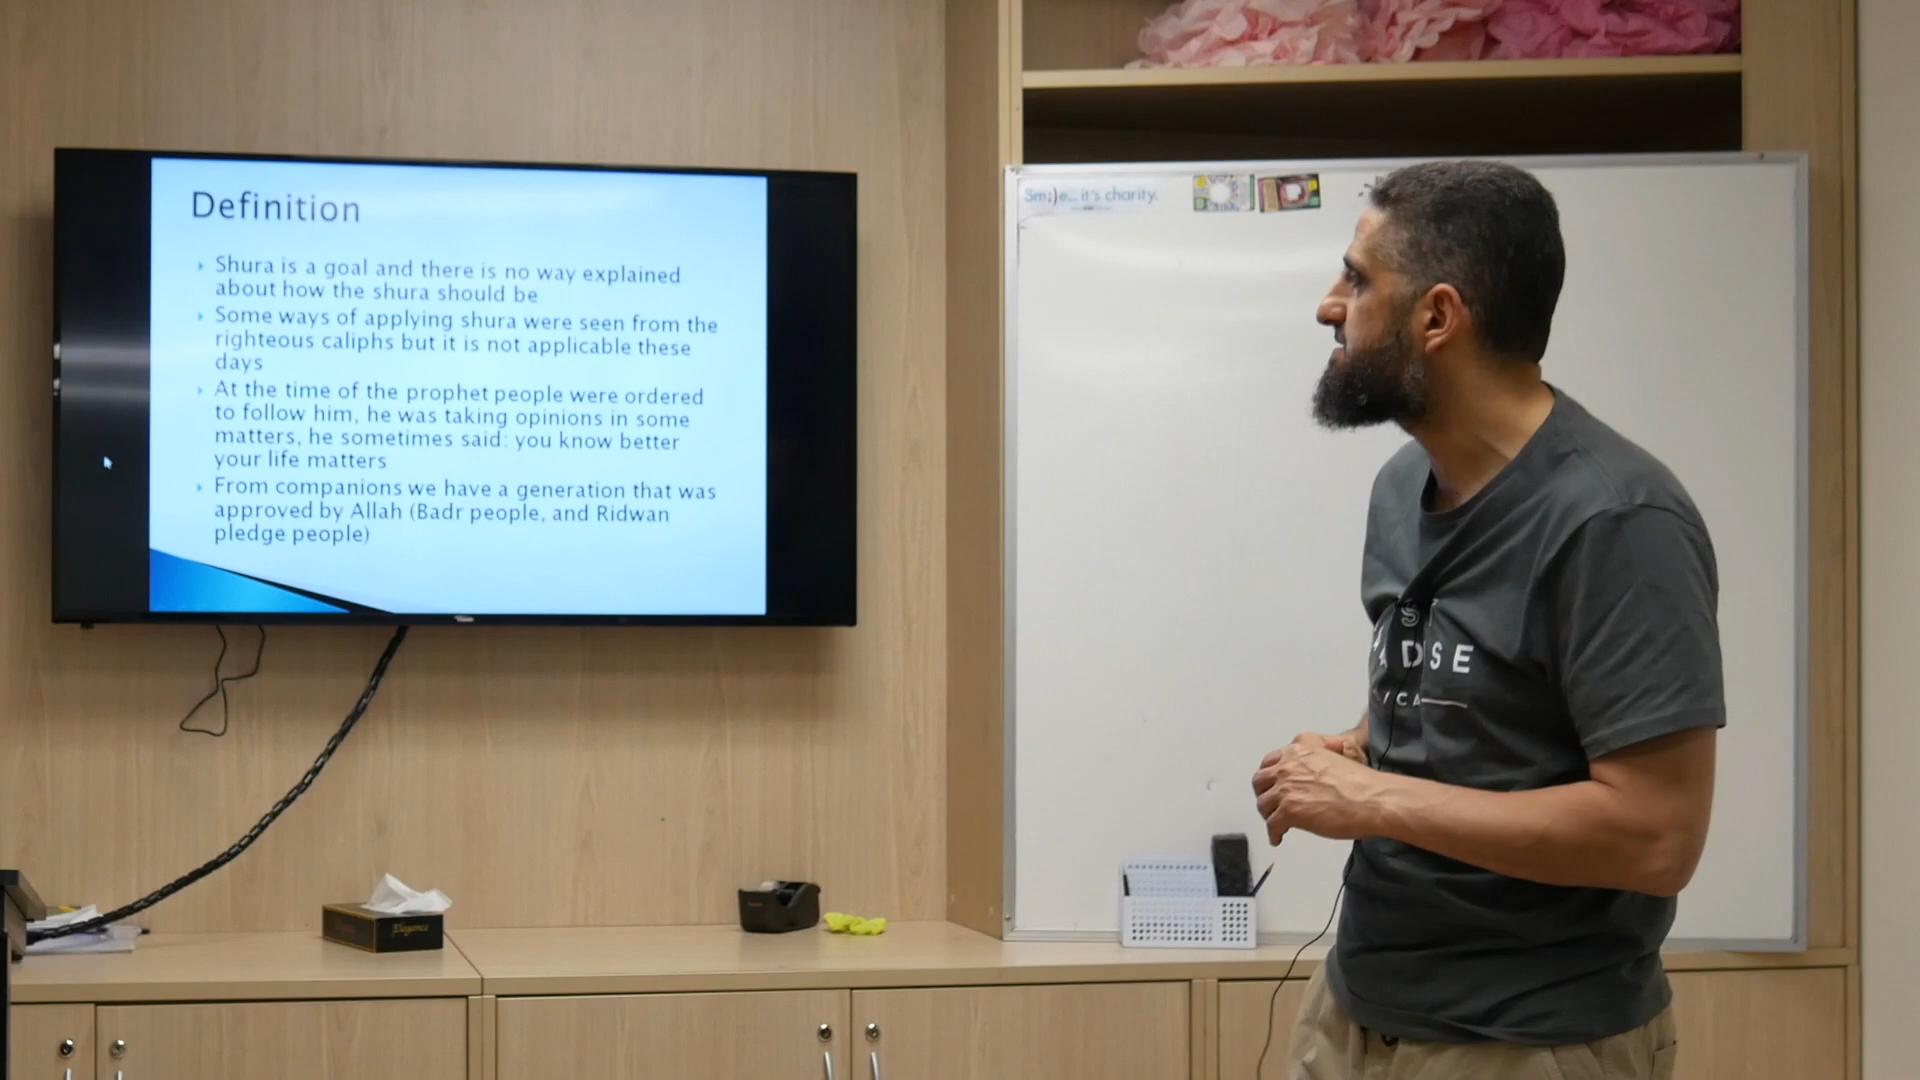 Definition
Shura is a goal and there is no way explained
about how the shura should be
Some ways of applying shura were seen from the
righteous caliphs but it is not applicable these
days
At the time of the prophet people were ordered
to follow him, he was taking opinions in some
matters, he sometimes said: you know better
your life matters
From companions we have a generation that was
approved by Allah (Badr people, and Ridwan
pledge people)
Sm;)e... it's charity.
Elegance